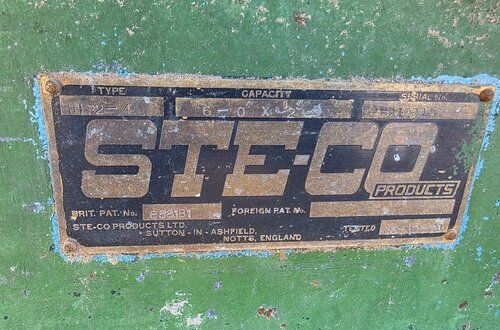 TYPE CAPACITY SERIAL No.
6-0 X
STE-CO
PRODUCTS
BRIT. PAT. No. 688191 FOREIGN PAT. No.
STE-CO PRODUCTS LTD. TESTED
SUTTON-IN-ASHFIELD,
NOTTS, ENGLAND